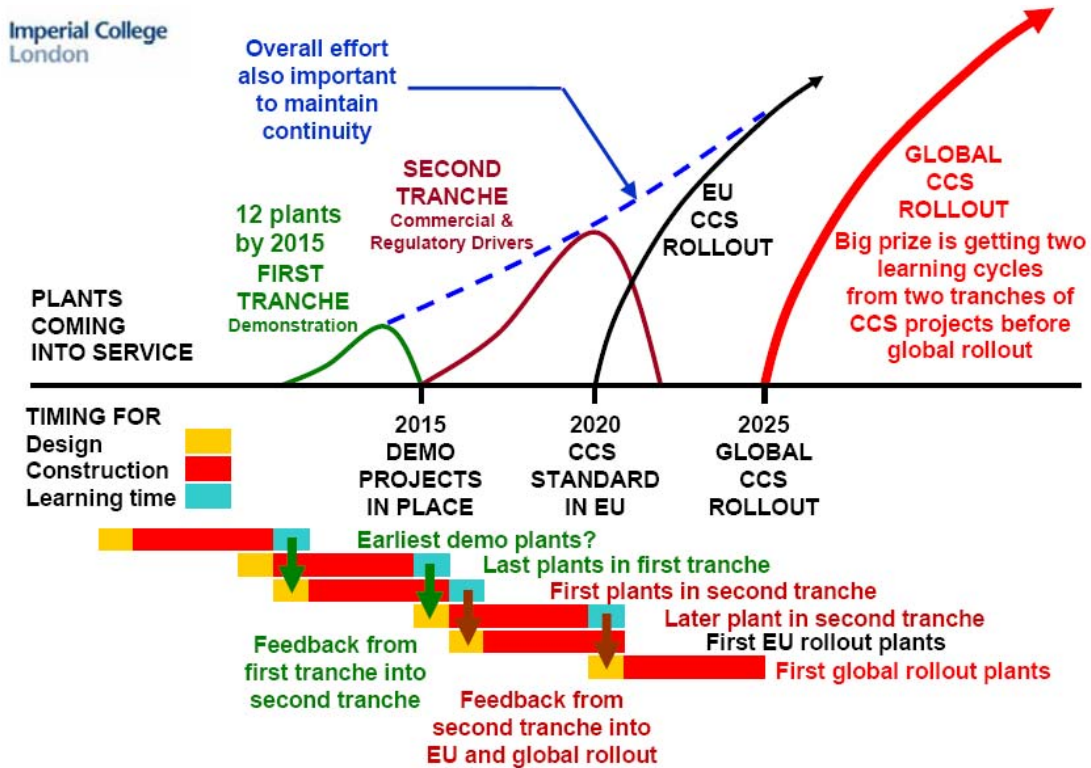 Imperial College
London
Overall effort
also important
to maintain
continuity
SECOND
TRANCHE
Commercial &
Regulatory Drivers
12 plants
by 2015
FIRST
TRANCHE
Demonstration
EU
CCS
ROLLOUT
GLOBAL
CCS
ROLLOUT
Big prize is getting two
learning cycles
from two tranches of
CCS projects before
global rollout
PLANTS
COMING
INTO SERVICE
TIMING FOR
Design
Construction
Learning time
2015
DEMO
PROJECTS
IN PLACE
2020
CCS
STANDARD
IN EU
2025
GLOBAL
CCS
ROLLOUT
Earliest demo plants?
Last plants in first tranche
First plants in second tranche
Later plant in second tranche
First EU rollout plants
First global rollout plants
Feedback from
first tranche into
second tranche
Feedback from
second tranche into
EU and global rollout